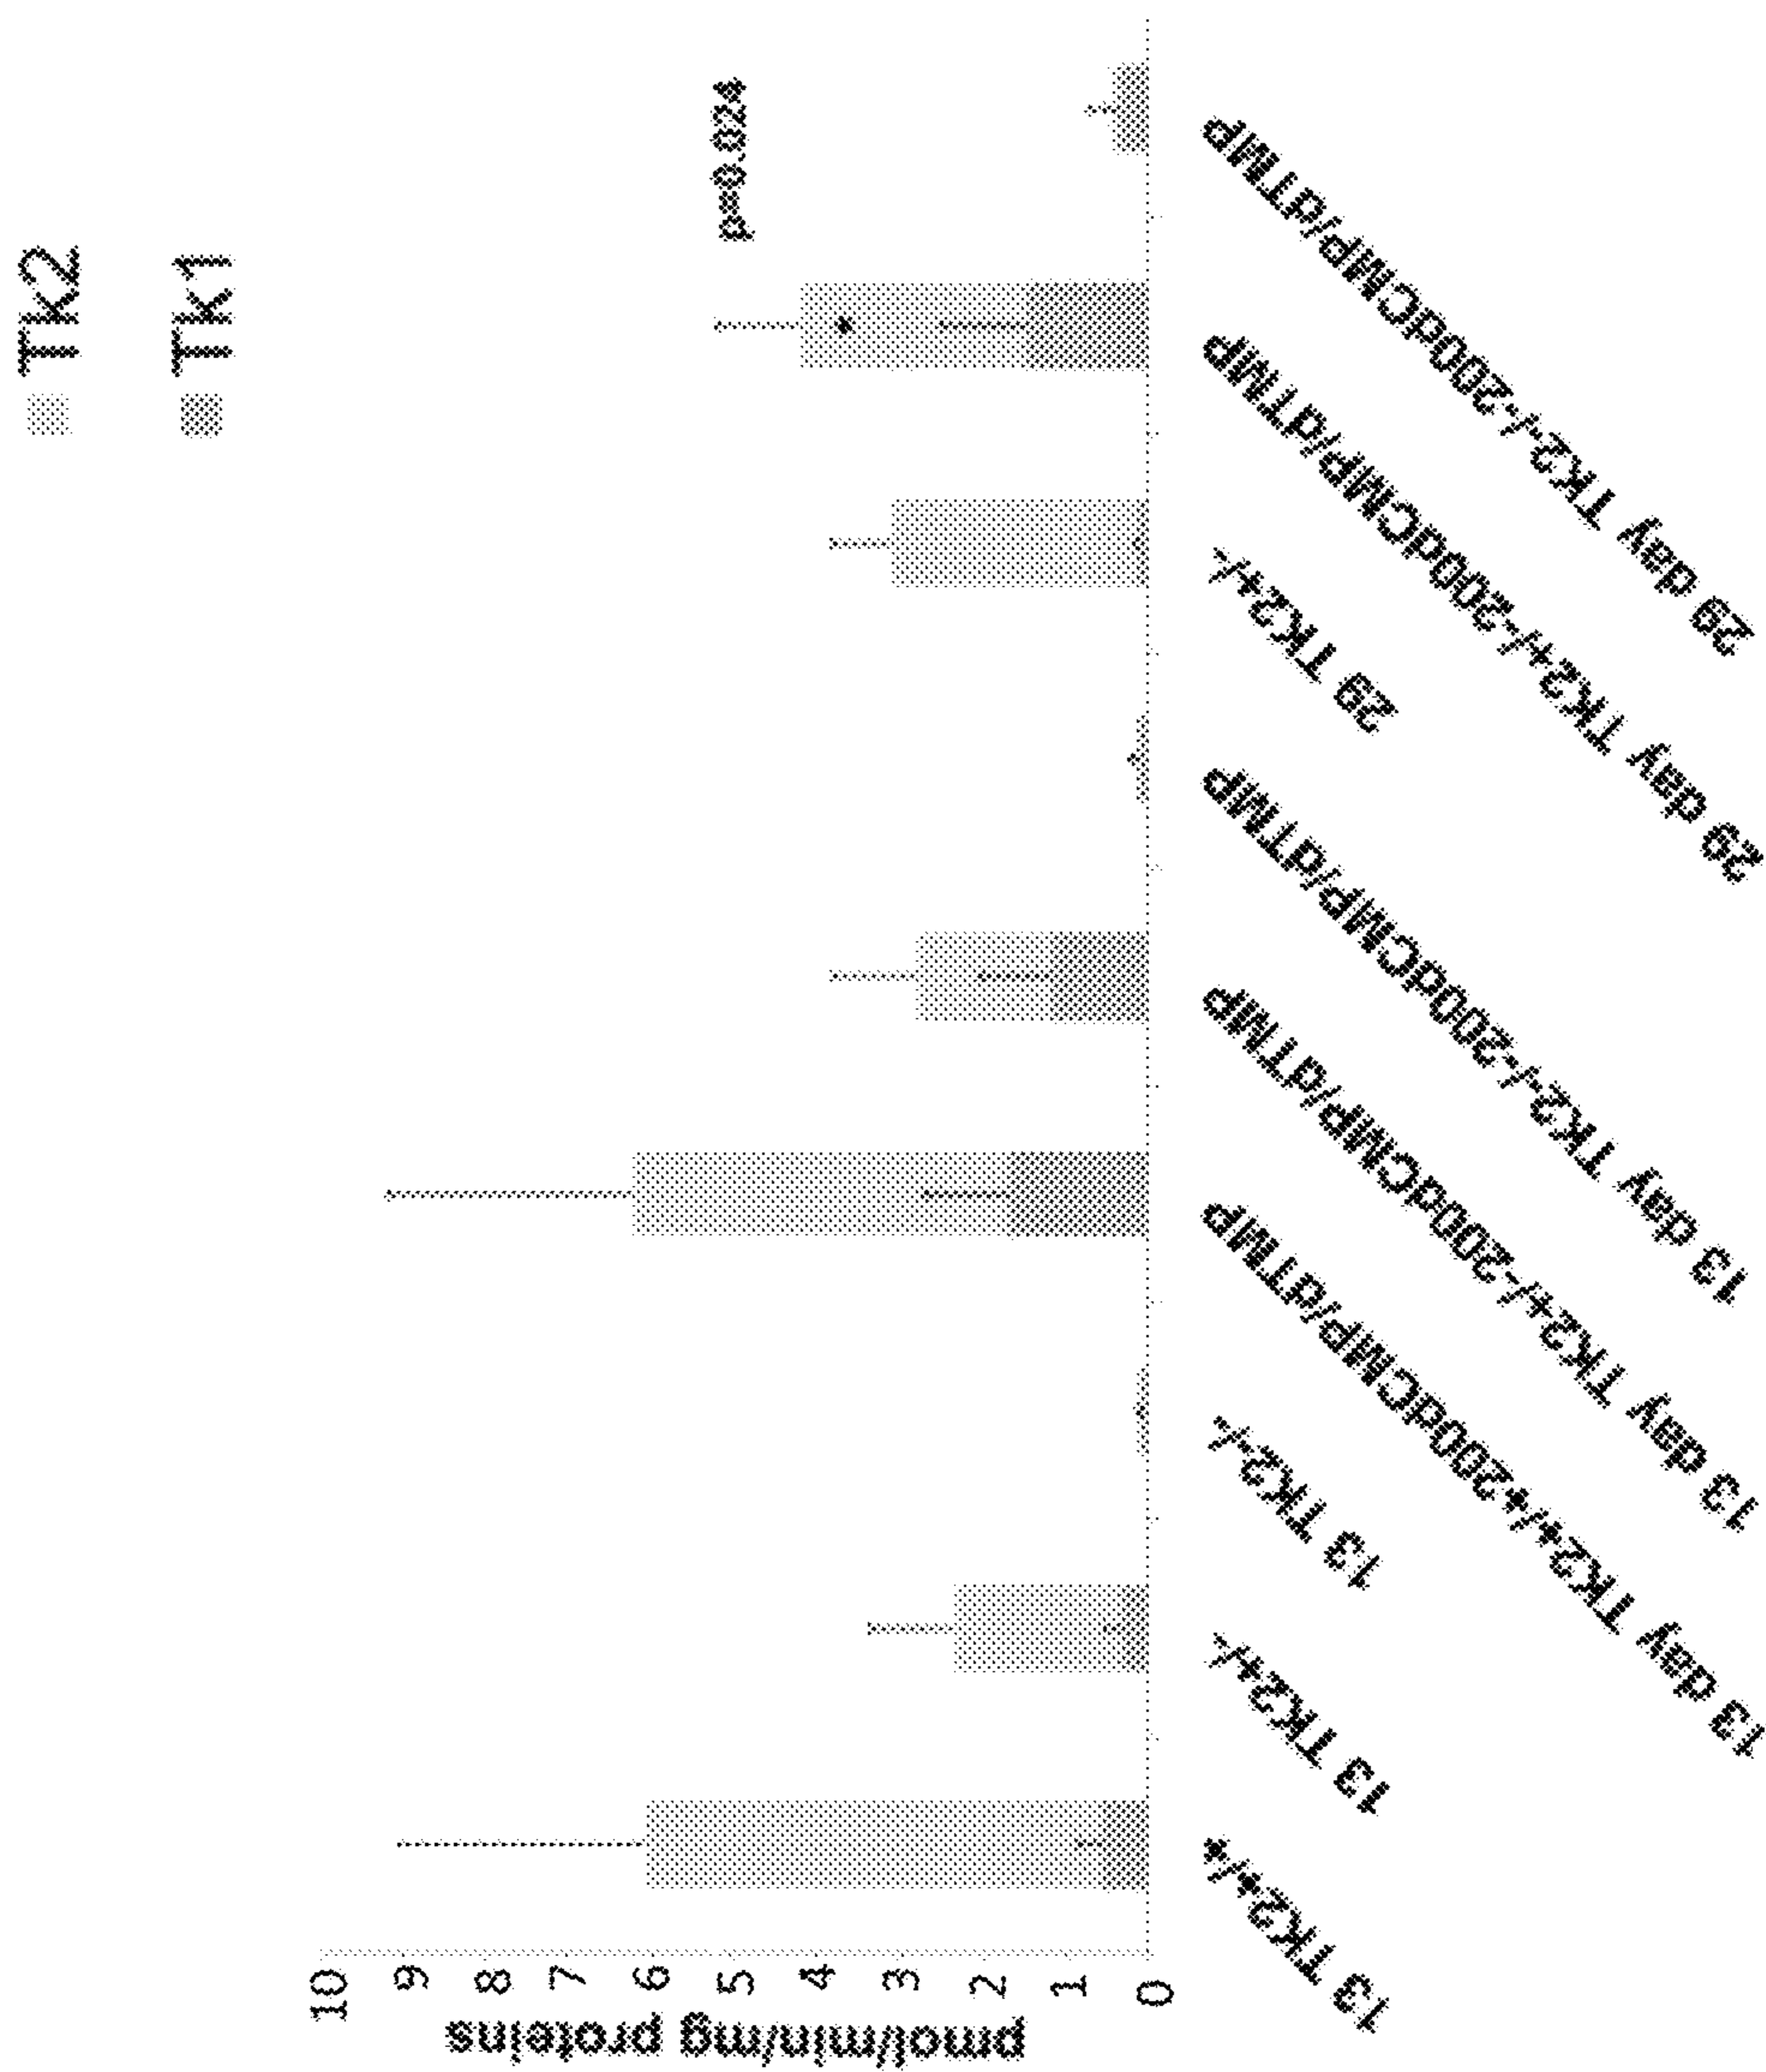 TK2
TK1
p=0.024
*
pmol/min/mg proteins
10
9
8
7
6
5
4
3
2
1
0
13 TK2+/+
13 TK2+/-
13 TK2-/-
13 day TK2+/+200dCMP/dTMP
13 day TK2+/-200dCMP/dTMP
13 day TK2-/-200dCMP/dTMP
29 TK2+/-
29 day TK2+/-200dCMP/dTMP
29 day TK2-/-200dCMP/dTMP